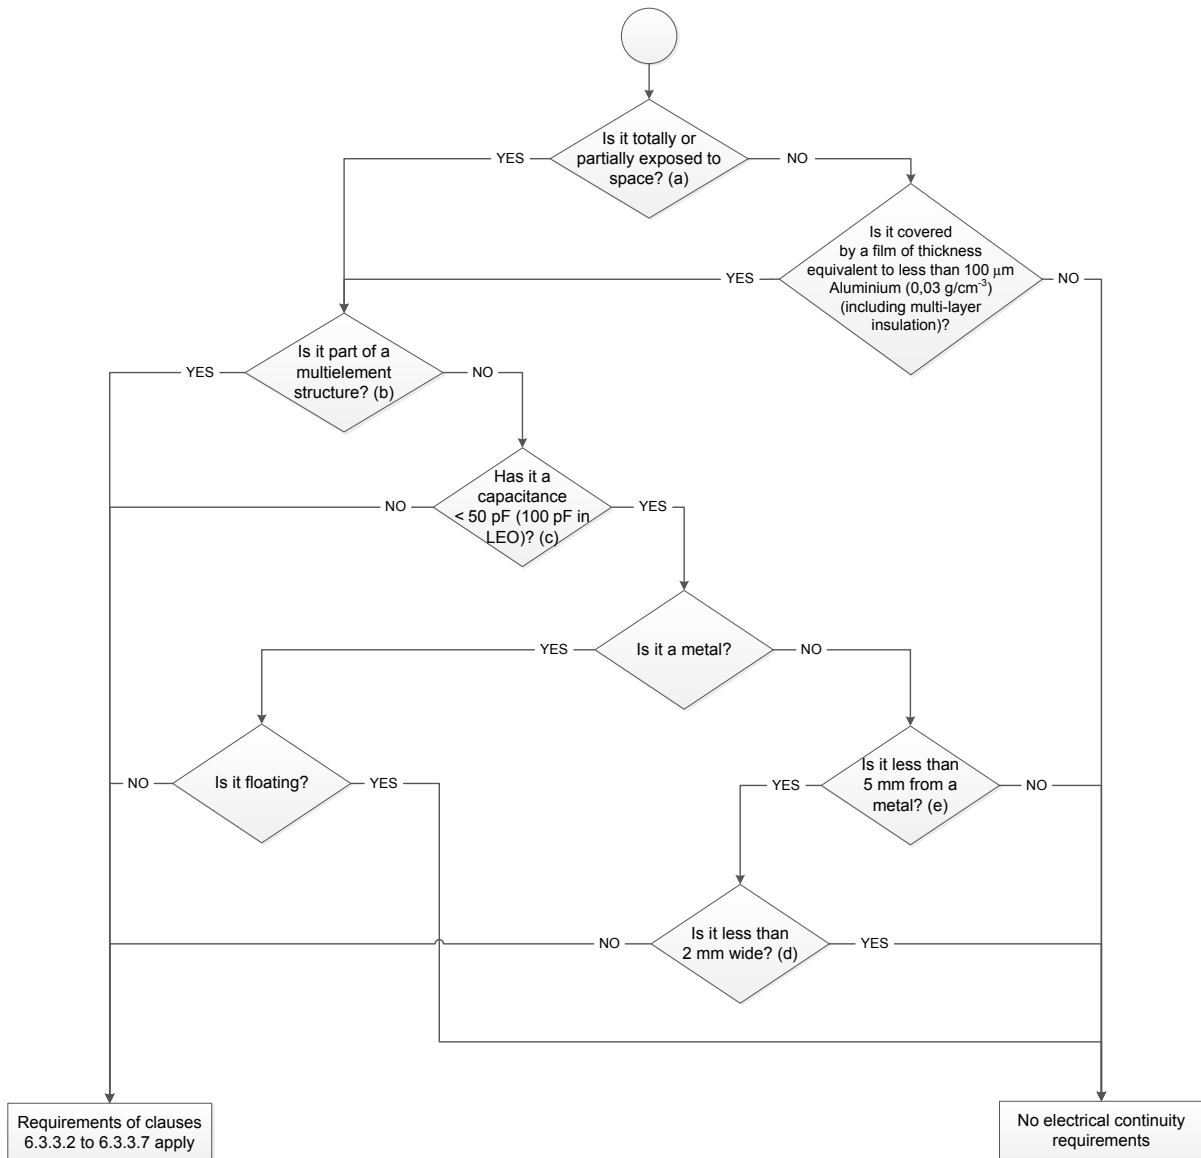 Is it totally or
partially exposed to
space? (a)
YES
NO
Is it covered
by a film of thickness
equivalent to less than 100 μm
Aluminium (0,03 g/cm⁻³)
(including multi-layer
insulation)?
YES
NO
Is it part of a
multielement
structure? (b)
YES
NO
Has it a
capacitance
< 50 pF (100 pF in
LEO)? (c)
NO
YES
Is it a metal?
YES
NO
Is it floating?
NO
YES
Is it less than
5 mm from a
metal? (e)
YES
NO
Is it less than
2 mm wide? (d)
NO
YES
Requirements of clauses
6.3.3.2 to 6.3.3.7 apply
No electrical continuity
requirements